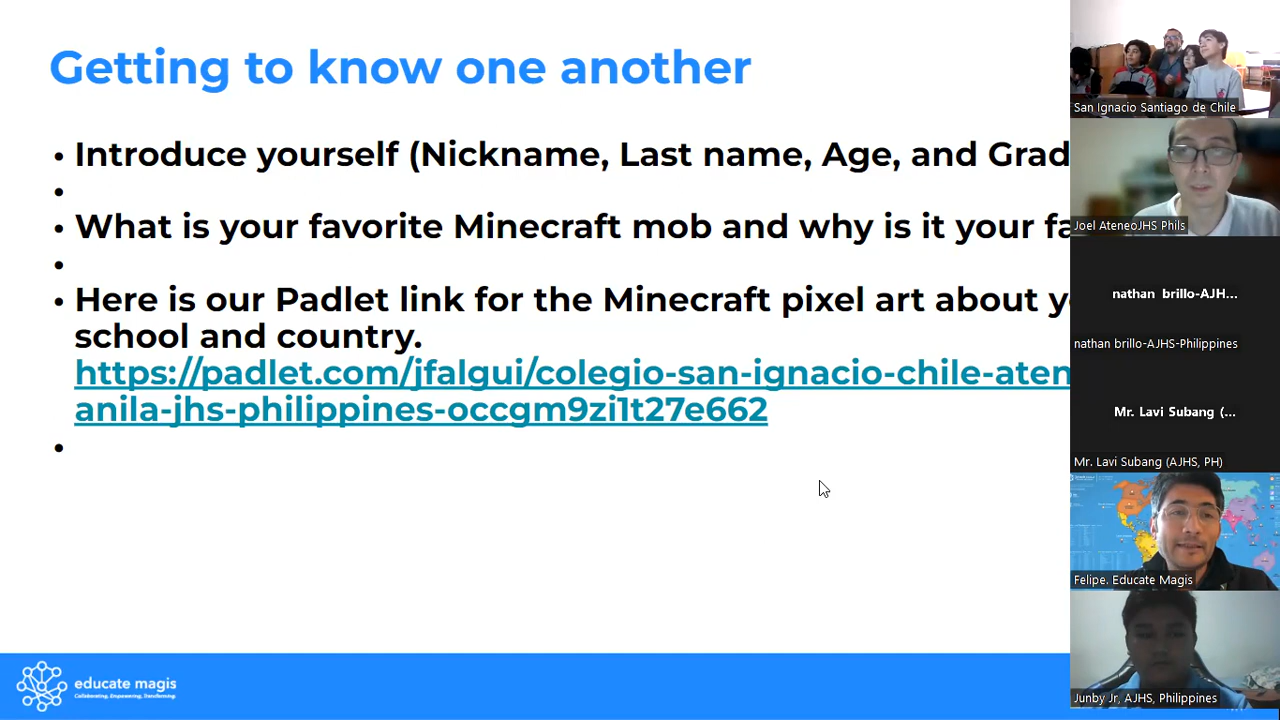 Getting to know one another
• Introduce yourself (Nickname, Last name, Age, and Grad
•
• What is your favorite Minecraft mob and why is it your fa
•
• Here is our Padlet link for the Minecraft pixel art about y
school and country.
https://padlet.com/jfalgui/colegio-san-ignacio-chile-aten
anila-jhs-philippines-occgm9zi1t27e662
•
educate magis
Collaborating. Empowering. Transforming.
San Ignacio Santiago de Chile
Joel AteneoJHS Phils
nathan brillo-AJH...
nathan brillo-AJHS-Philippines
Mr. Lavi Subang (...
Mr. Lavi Subang (AJHS, PH)
Felipe. Educate Magis
Junby Jr, AJHS, Philippines